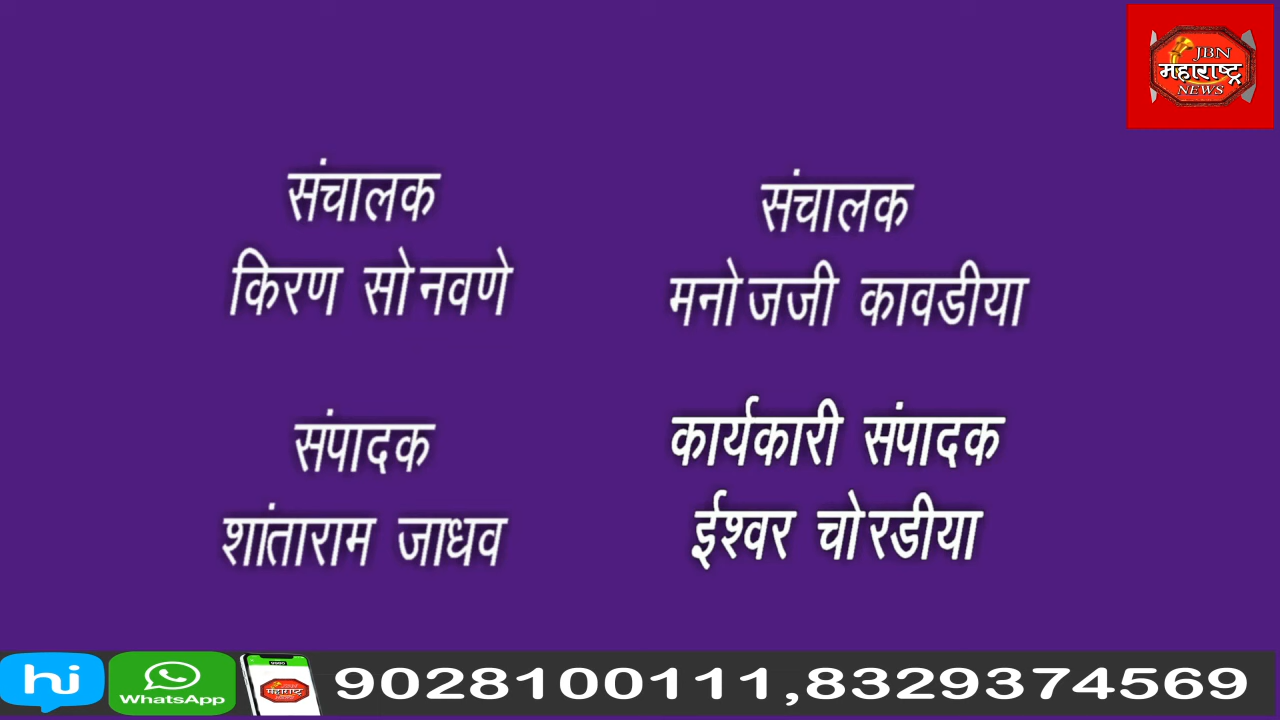 JBN
महाराष्ट्र
NEWS
संचालक
किरण सोनवणे
संचालक
मनोजजी कावडीया
संपादक
शांताराम जाधव
कार्यकारी संपादक
ईश्वर चोरडीया
hi
WhatsApp
महाराष्ट्र
9028100111,8329374569